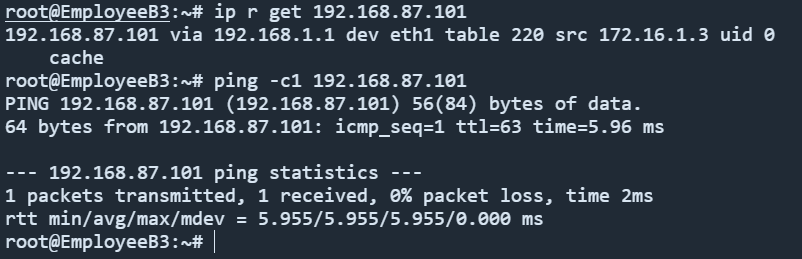 root@EmployeeB3:~# ip r get 192.168.87.101
192.168.87.101 via 192.168.1.1 dev eth1 table 220 src 172.16.1.3 uid 0
    cache
root@EmployeeB3:~# ping -c1 192.168.87.101
PING 192.168.87.101 (192.168.87.101) 56(84) bytes of data.
64 bytes from 192.168.87.101: icmp_seq=1 ttl=63 time=5.96 ms

--- 192.168.87.101 ping statistics ---
1 packets transmitted, 1 received, 0% packet loss, time 2ms
rtt min/avg/max/mdev = 5.955/5.955/5.955/0.000 ms
root@EmployeeB3:~#